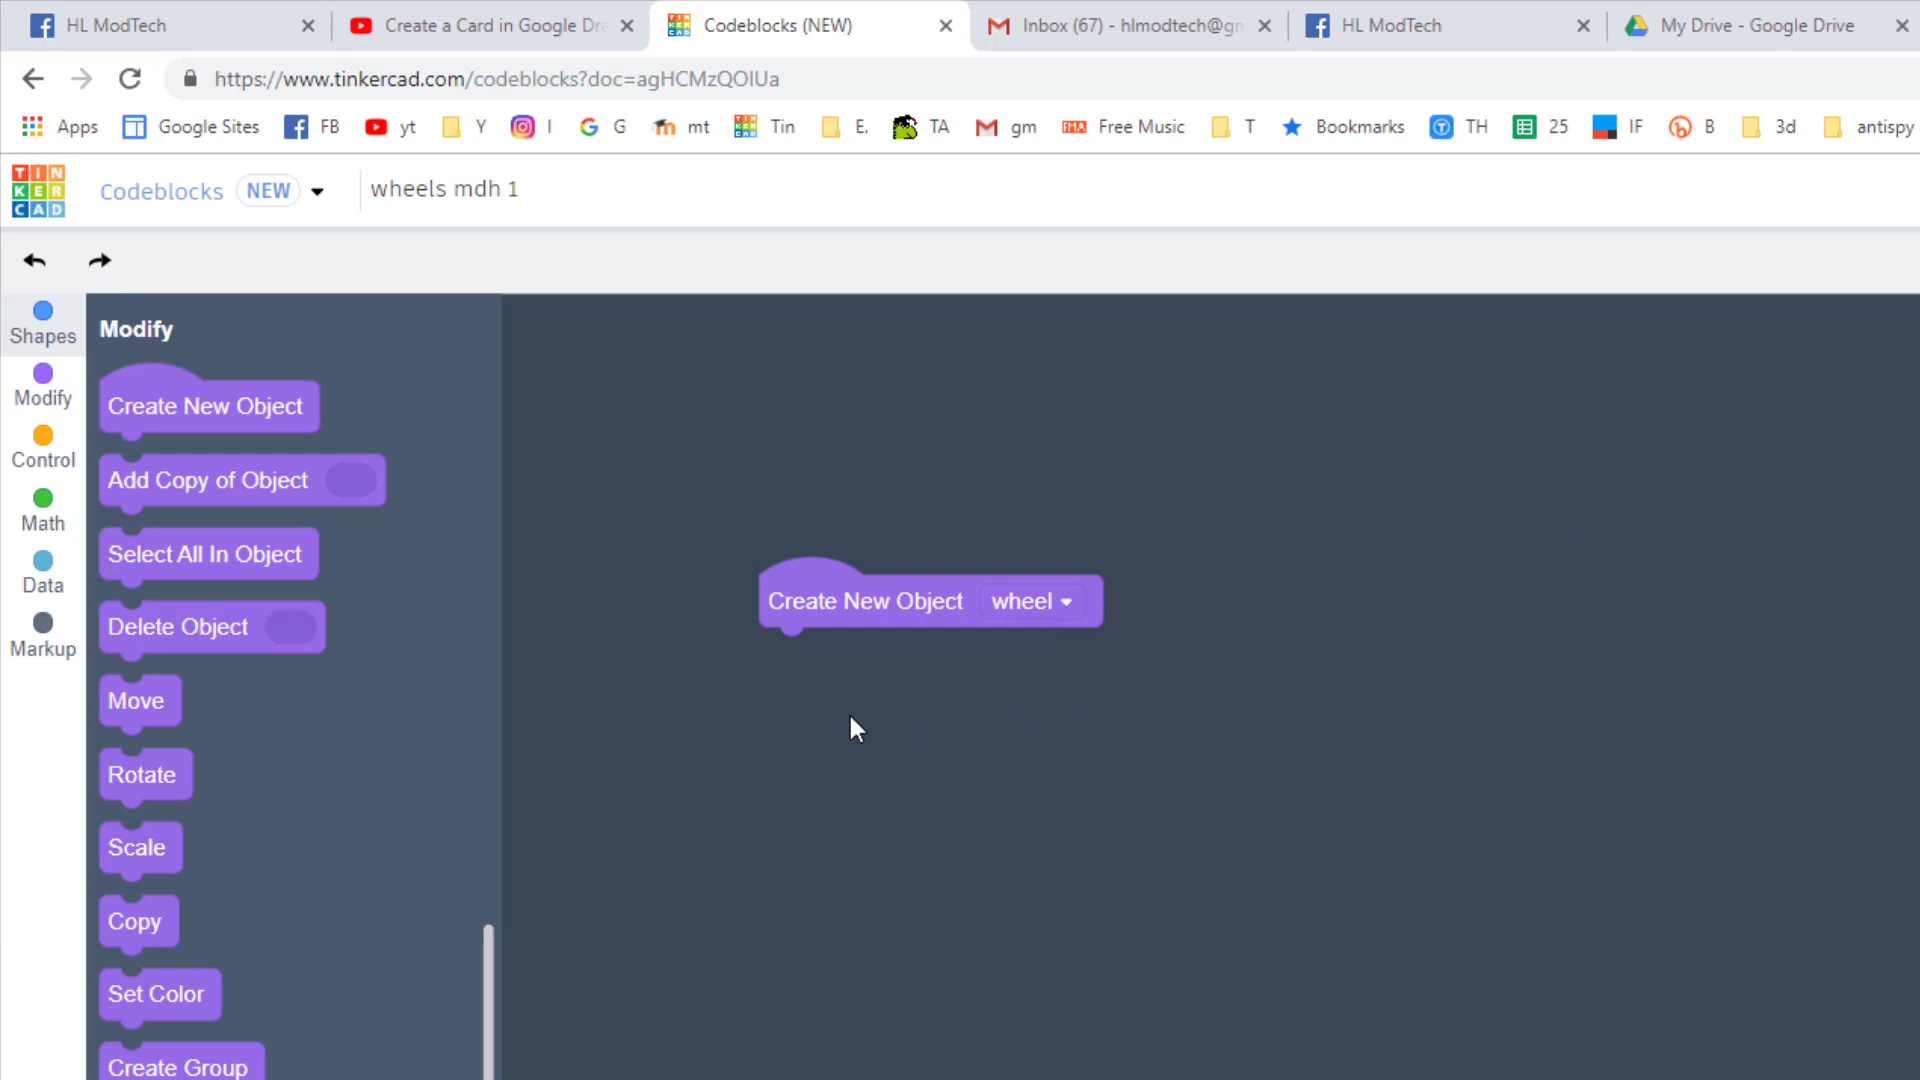 HL ModTech
Create a Card in Google Dra
Codeblocks (NEW)
Inbox (67) - hlmodtech@gm
HL ModTech
My Drive - Google Drive
https://www.tinkercad.com/codeblocks?doc=agHCMzQOlUa
Apps Google Sites FB yt Y I G mt Tin E. TA gm Free Music T Bookmarks TH 25 IF B 3d antispy
TIN
KER
CAD
Codeblocks NEW wheels mdh 1
Shapes
Modify
Control
Math
Data
Markup
Modify
Create New Object
Add Copy of Object
Select All In Object
Delete Object
Move
Rotate
Scale
Copy
Set Color
Create Group
Create New Object wheel